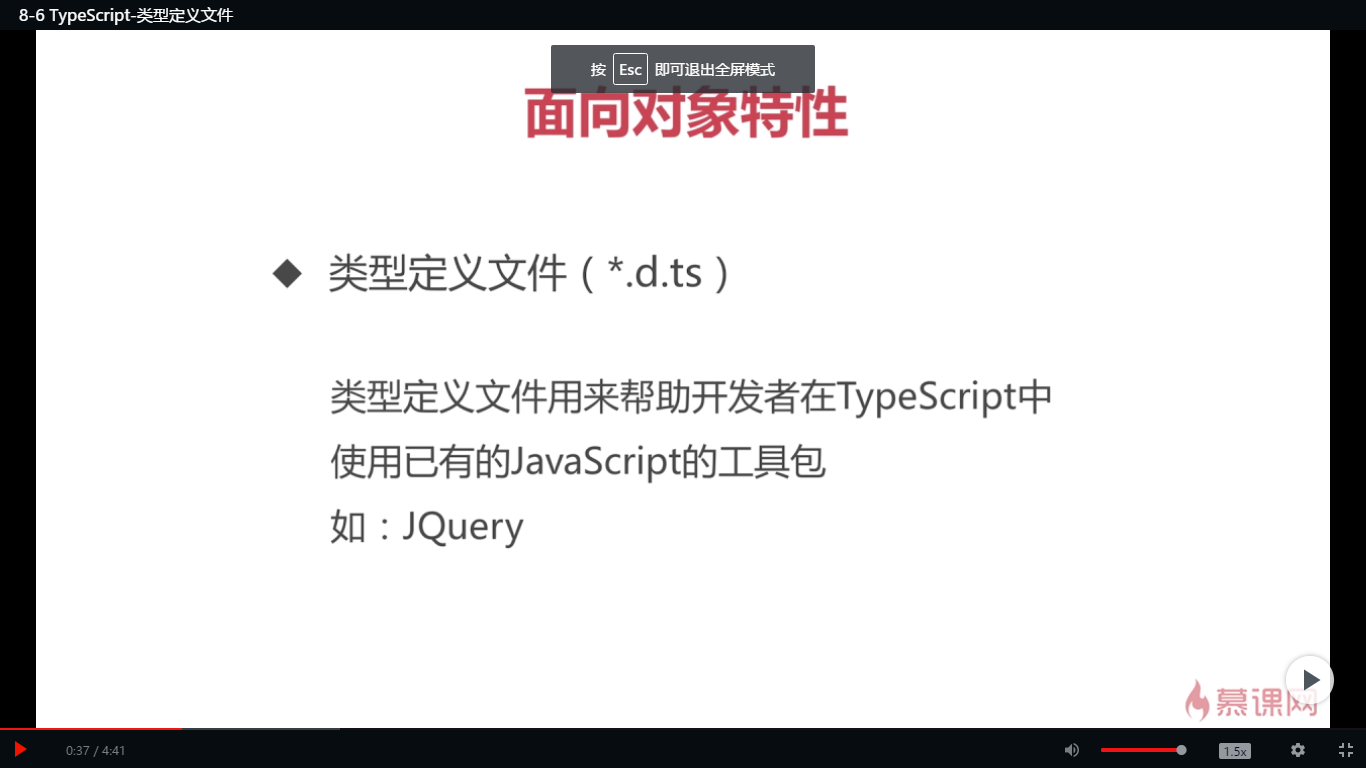 8-6 TypeScript-类型定义文件
按 Esc 即可退出全屏模式
面向对象特性
◆ 类型定义文件（*.d.ts）
类型定义文件用来帮助开发者在TypeScript中
使用已有的JavaScript的工具包
如：JQuery
慕课网
0:37 / 4:41
1.5x